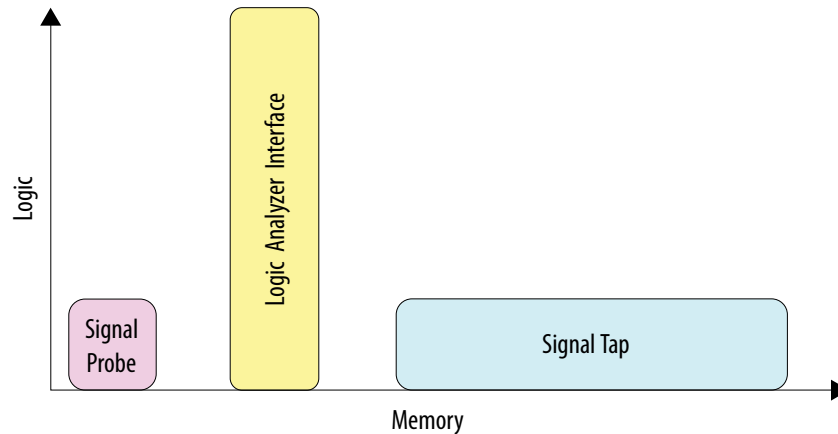 Logic
Signal
Probe
Logic Analyzer Interface
Signal Tap
Memory